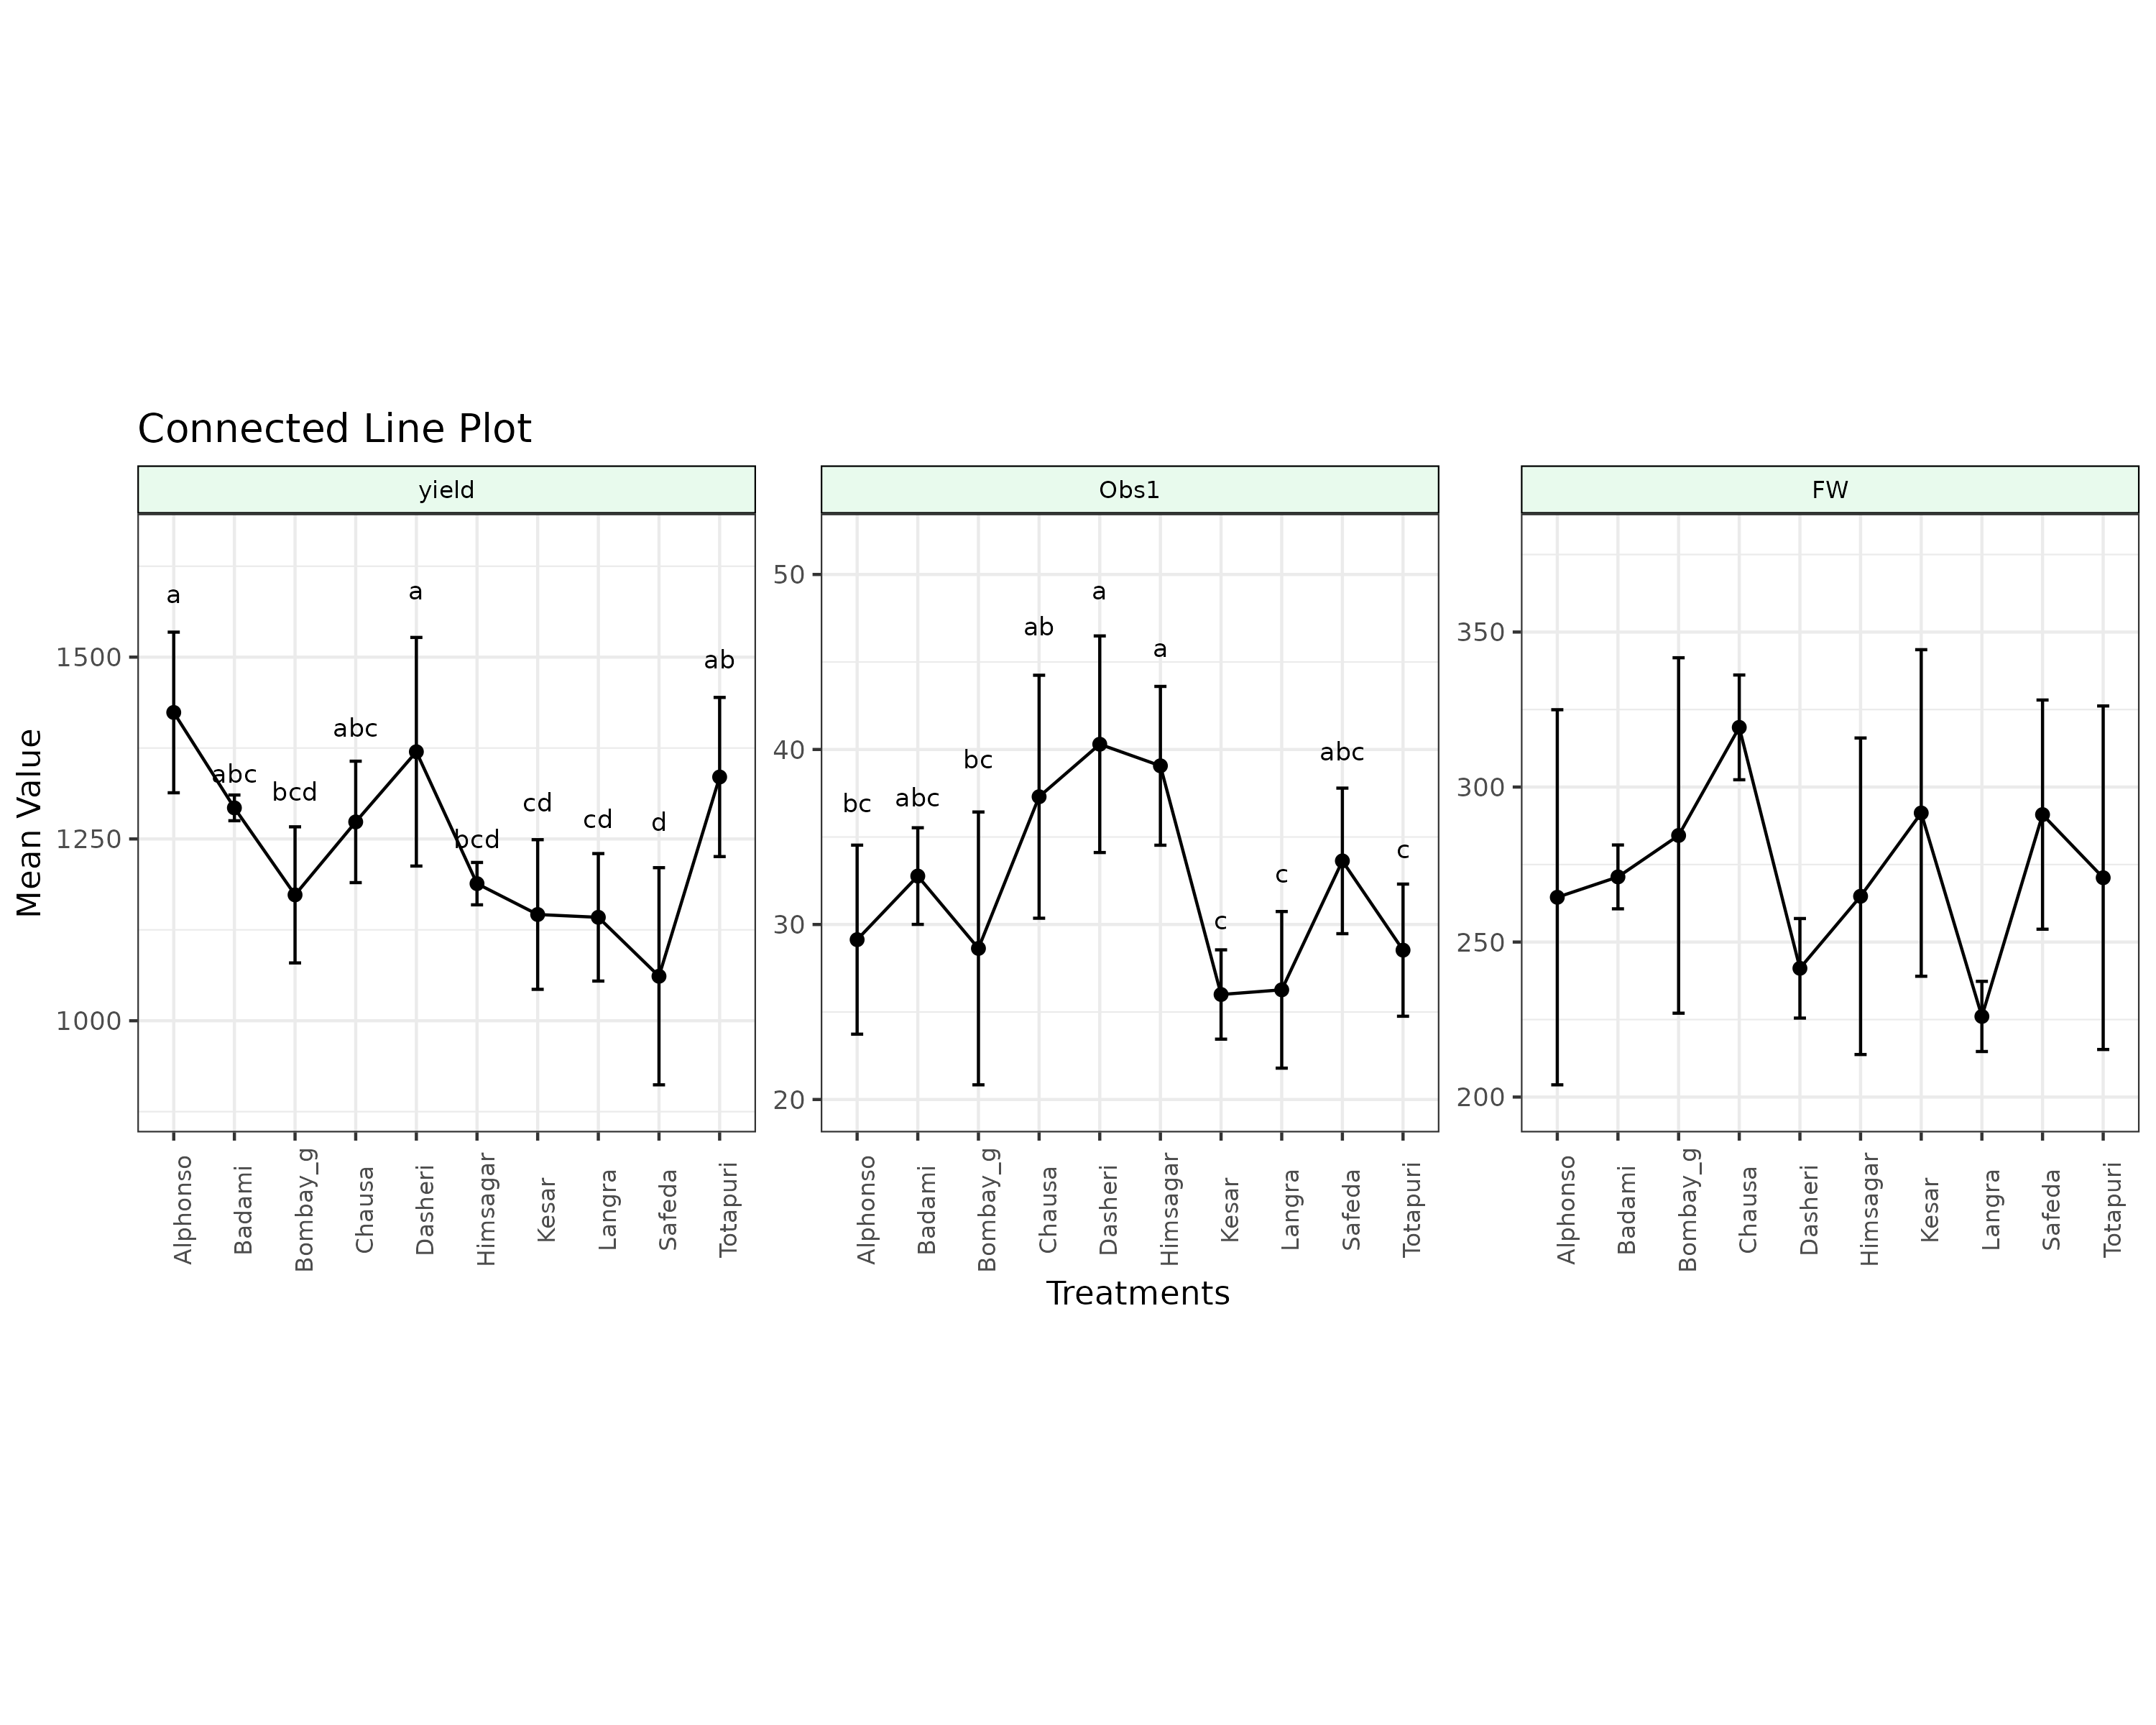 Connected Line Plot
yield
Obs1
FW
Mean Value
1500
1250
1000
a
abc
bcd
abc
a
bcd
cd
cd
d
ab
50
40
30
20
bc
abc
bc
ab
a
a
c
c
abc
c
350
300
250
200
Alphonso
Badami
Bombay_g
Chausa
Dasheri
Himsagar
Kesar
Langra
Safeda
Totapuri
Alphonso
Badami
Bombay_g
Chausa
Dasheri
Himsagar
Kesar
Langra
Safeda
Totapuri
Alphonso
Badami
Bombay_g
Chausa
Dasheri
Himsagar
Kesar
Langra
Safeda
Totapuri
Treatments